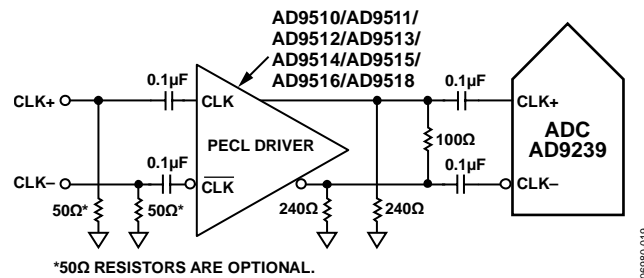 AD9510/AD9511/
AD9512/AD9513/
AD9514/AD9515/
AD9516/AD9518
0.1µF
0.1µF
CLK+
CLK
CLK+
PECL DRIVER
100Ω
ADC
AD9239
0.1µF
0.1µF
CLK–
CLK
CLK–
50Ω*
50Ω*
240Ω
240Ω
*50Ω RESISTORS ARE OPTIONAL.